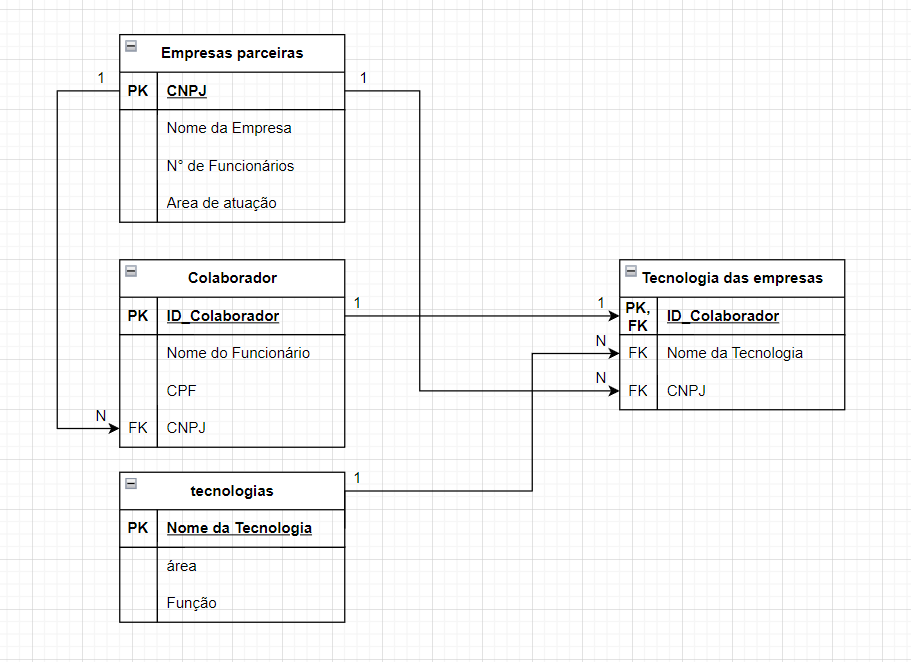 Empresas parceiras
1
1
PK CNPJ
Nome da Empresa
N° de Funcionários
Area de atuação
Colaborador
PK ID_Colaborador
1
Nome do Funcionário
CPF
N
FK CNPJ
tecnologias
1
PK Nome da Tecnologia
área
Função
Tecnologia das empresas
1
PK,
FK ID_Colaborador
N
FK Nome da Tecnologia
N
FK CNPJ